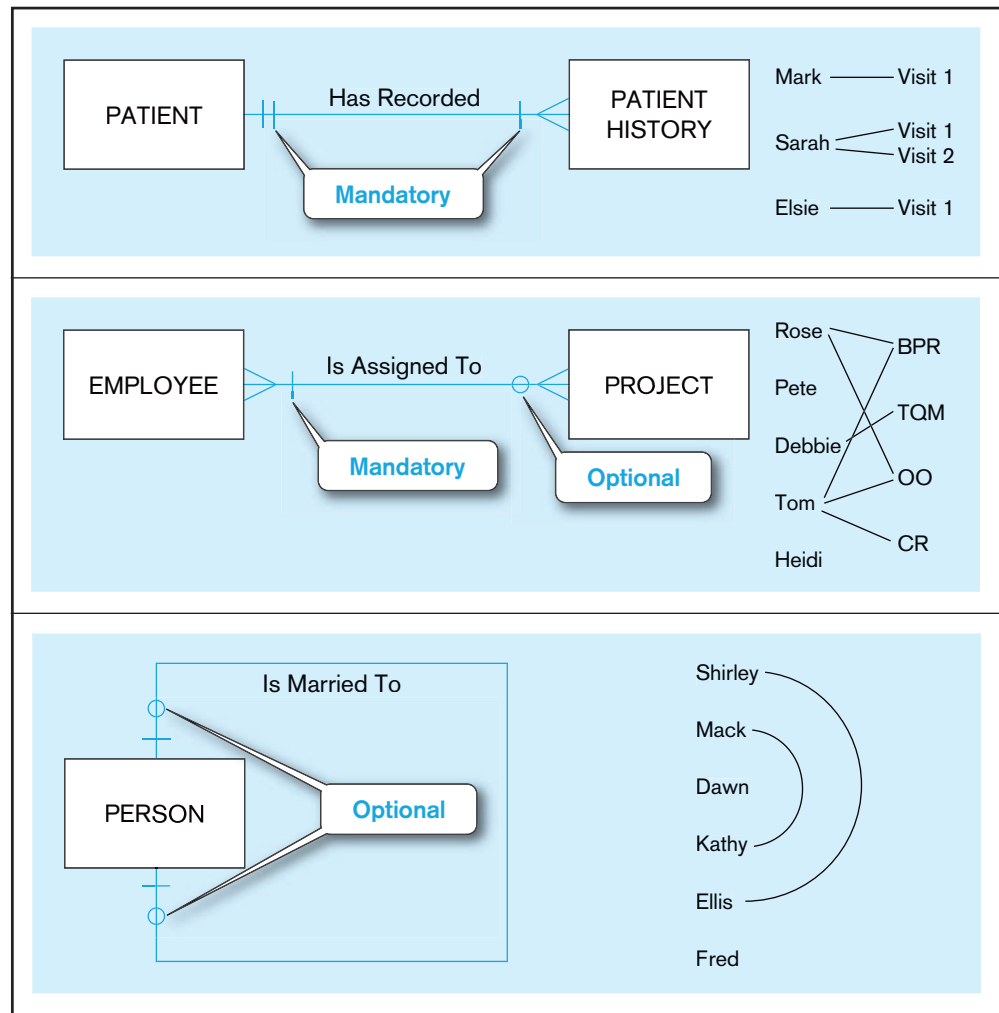 PATIENT
Has Recorded
PATIENT
HISTORY
Mandatory
Mark
Visit 1
Sarah
Visit 1
Visit 2
Elsie
Visit 1
EMPLOYEE
Is Assigned To
PROJECT
Mandatory
Optional
Rose
BPR
Pete
TQM
Debbie
OO
Tom
CR
Heidi
Is Married To
PERSON
Optional
Shirley
Mack
Dawn
Kathy
Ellis
Fred